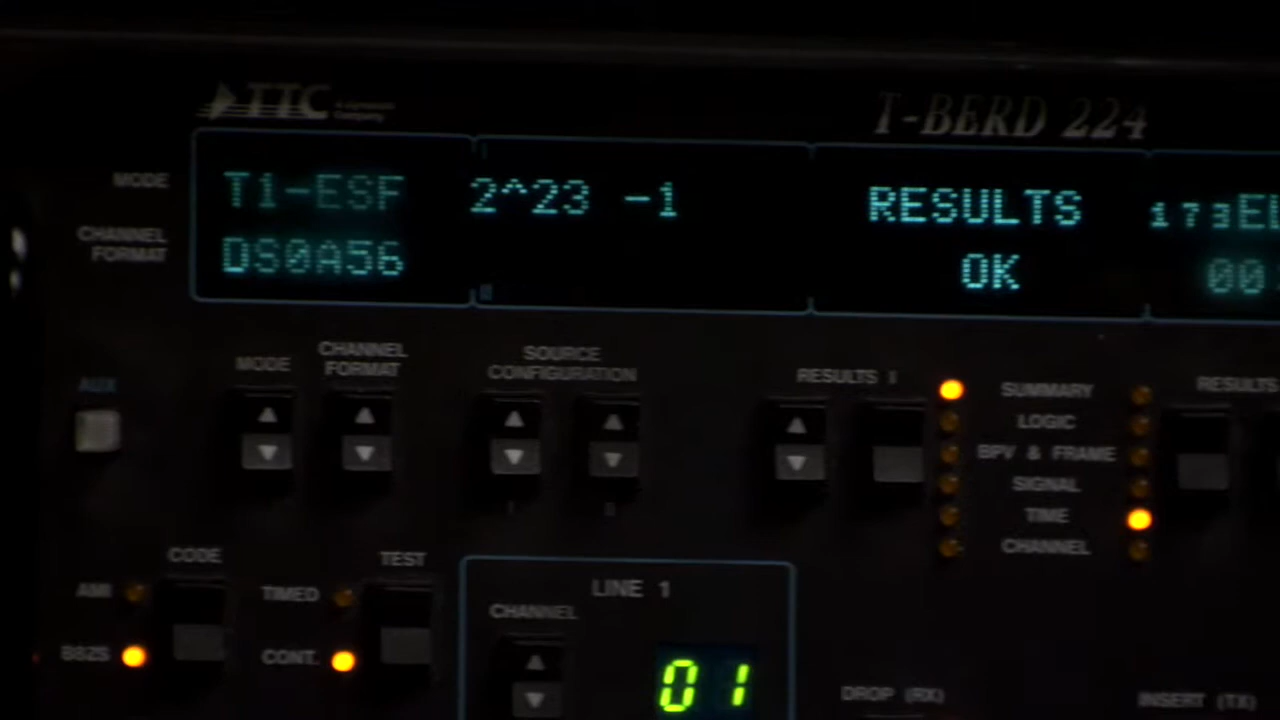 TTC
T-BERD 224
MODE
T1-ESF
2^23 -1
RESULTS
CHANNEL
FORMAT
DS0A56
OK
00:
MODE
CHANNEL
FORMAT
SOURCE
CONFIGURATION
RESULTS I
SUMMARY
RESULTS
AUX
LOGIC
BPV & FRAME
SIGNAL
TIME
CHANNEL
CODE
TEST
AMI
TIMED
LINE 1
CHANNEL
B8ZS
CONT.
01
DROP (RX)
INSERT (TX)